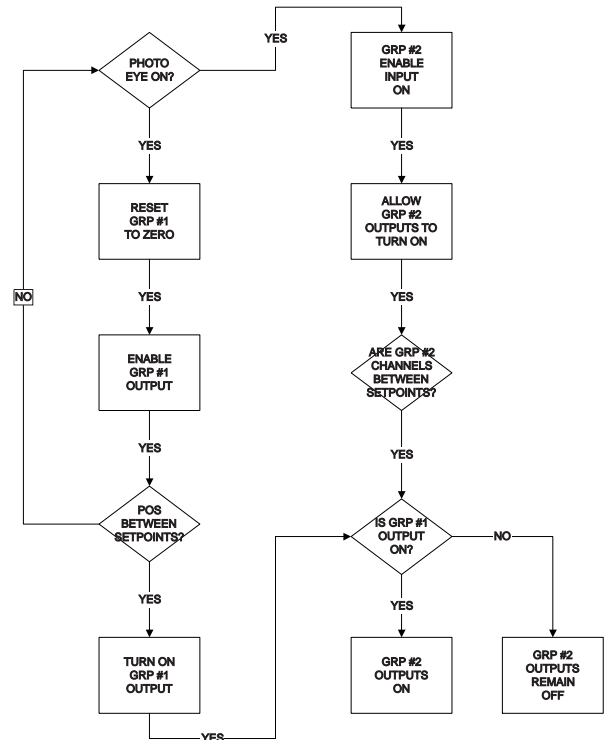 YES
PHOTO
EYE ON?
GRP #2
ENABLE
INPUT
ON
YES
YES
RESET
GRP #1
TO ZERO
ALLOW
GRP #2
OUTPUTS TO
TURN ON
YES
YES
NO
ENABLE
GRP #1
OUTPUT
ARE GRP #2
CHANNELS
BETWEEN
SETPOINTS?
YES
YES
POS
BETWEEN
SETPOINTS?
IS GRP #1
OUTPUT
ON?
NO
YES
YES
TURN ON
GRP #1
OUTPUT
GRP #2
OUTPUTS
ON
GRP #2
OUTPUTS
REMAIN
OFF
YES